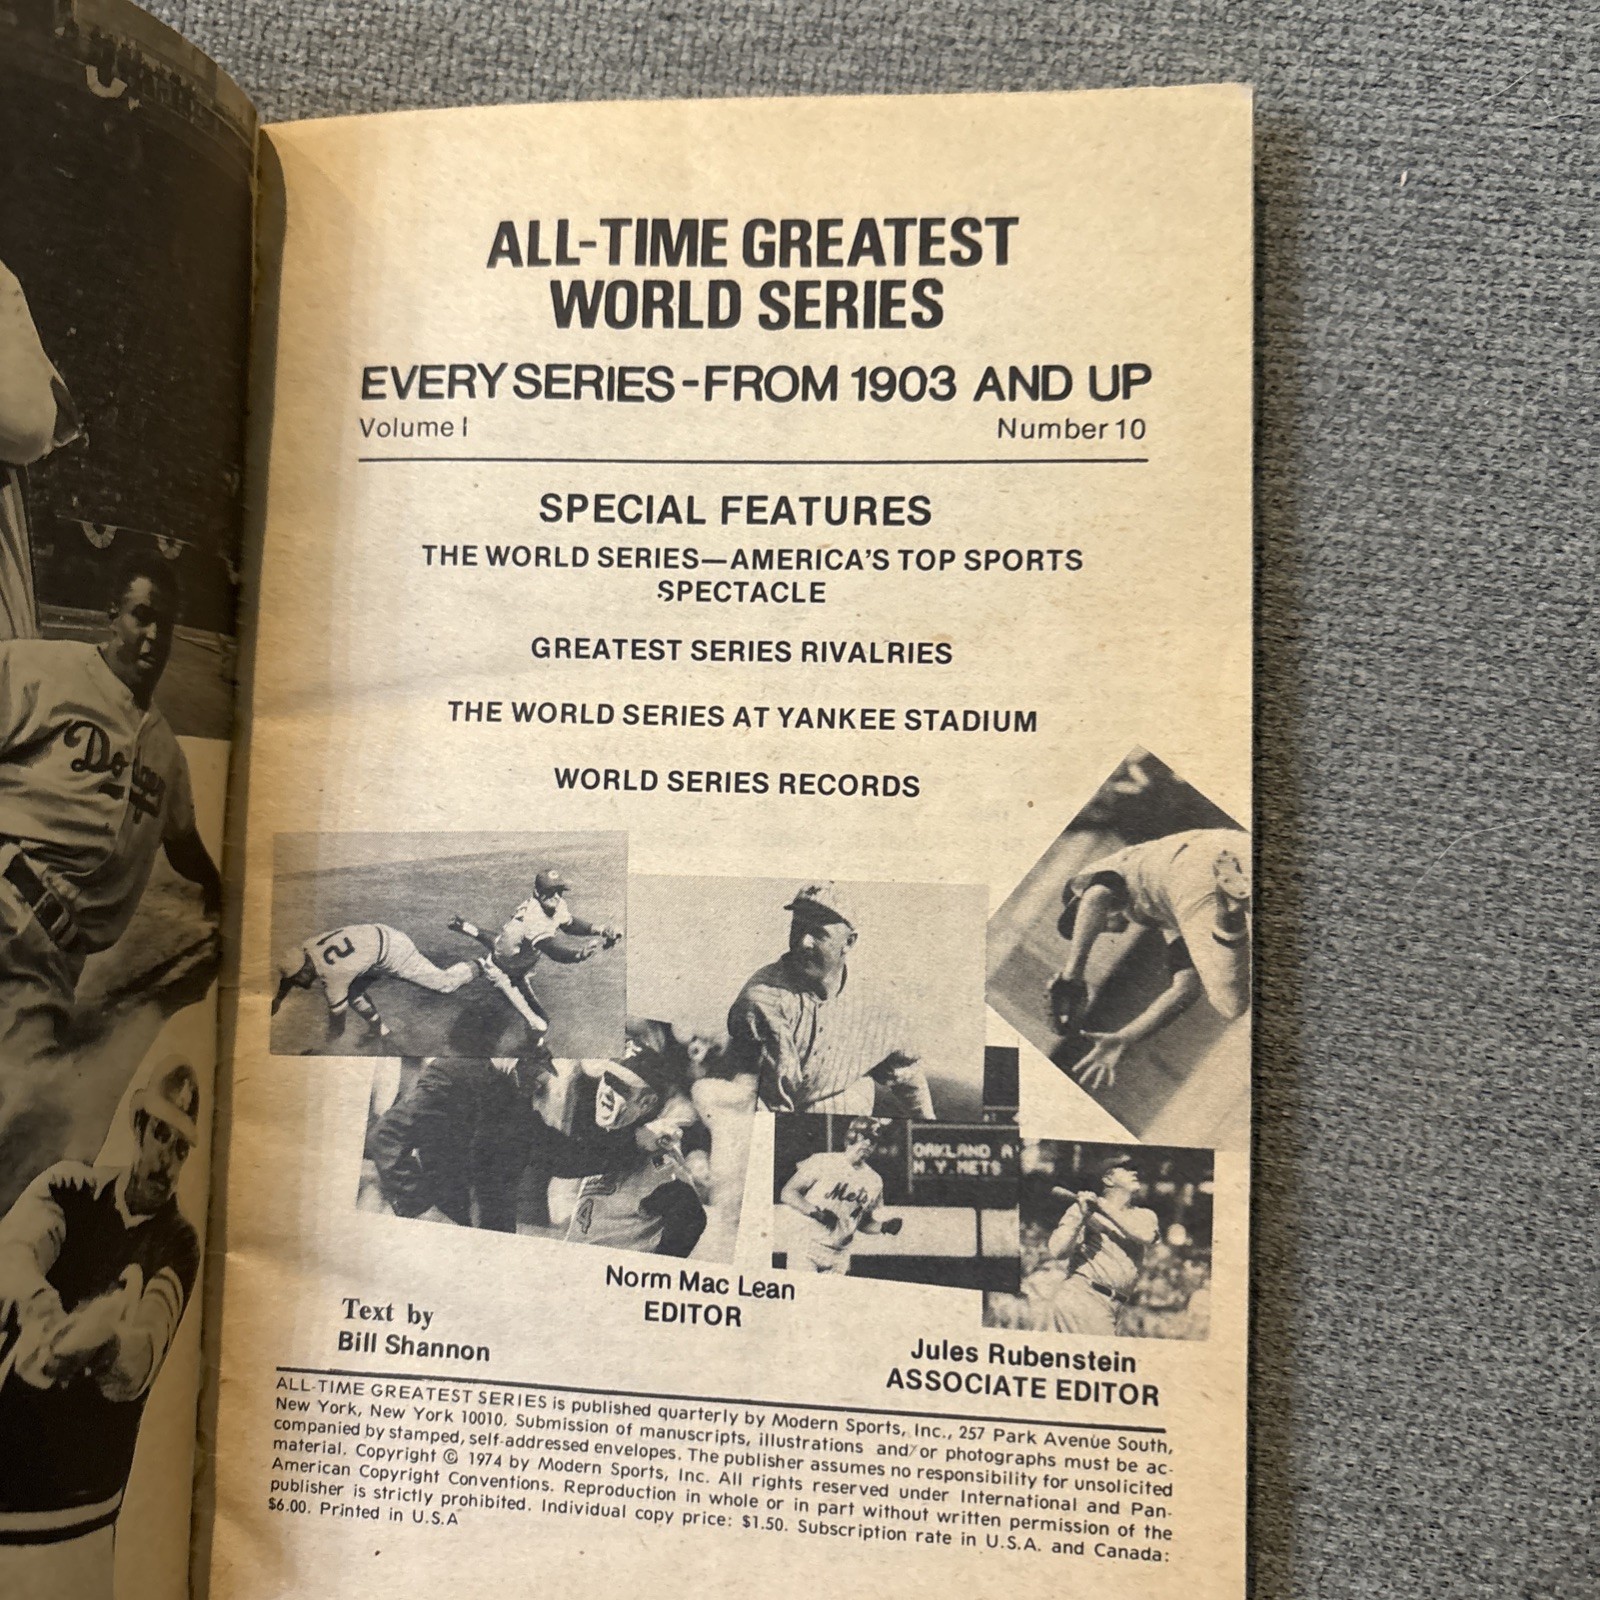 ALL-TIME GREATEST
WORLD SERIES
EVERY SERIES-FROM 1903 AND UP
Volume I
Number 10
SPECIAL FEATURES
THE WORLD SERIES—AMERICA'S TOP SPORTS
SPECTACLE
GREATEST SERIES RIVALRIES
THE WORLD SERIES AT YANKEE STADIUM
WORLD SERIES RECORDS
Dodgers
12
OAKLAND A'
N.Y.METS
Mets
4
Norm Mac Lean
EDITOR
Text by
Bill Shannon
Jules Rubenstein
ASSOCIATE EDITOR
ALL-TIME GREATEST SERIES is published quarterly by Modern Sports, Inc., 257 Park Avenue South,
New York, New York 10010. Submission of manuscripts, illustrations and/or photographs must be ac-
companied by stamped, self-addressed envelopes. The publisher assumes no responsibility for unsolicited
material. Copyright © 1974 by Modern Sports, Inc. All rights reserved under International and Pan-
American Copyright Conventions. Reproduction in whole or in part without written permission of the
publisher is strictly prohibited. Individual copy price: $1.50. Subscription rate in U.S.A. and Canada:
$6.00. Printed in U.S.A